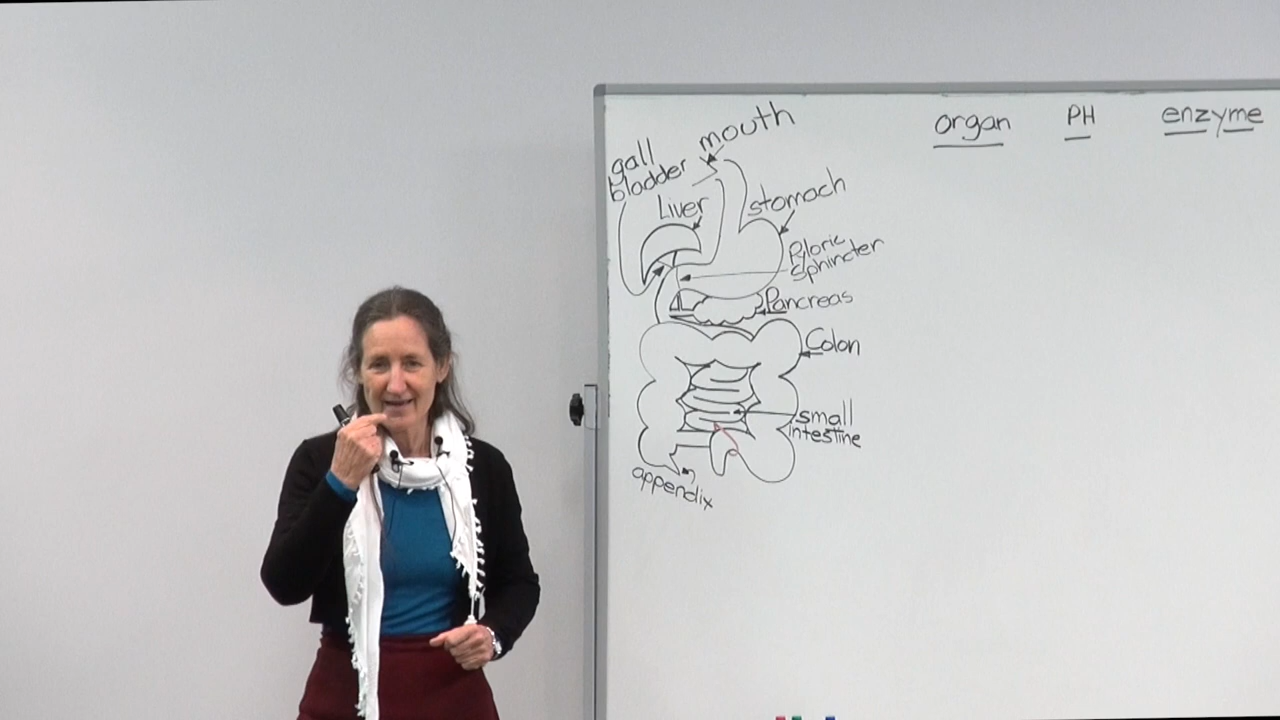 organ
PH
enzyme
mouth
gall
bladder
Liver
stomach
Pyloric
sphincter
Pancreas
Colon
small
intestine
appendix